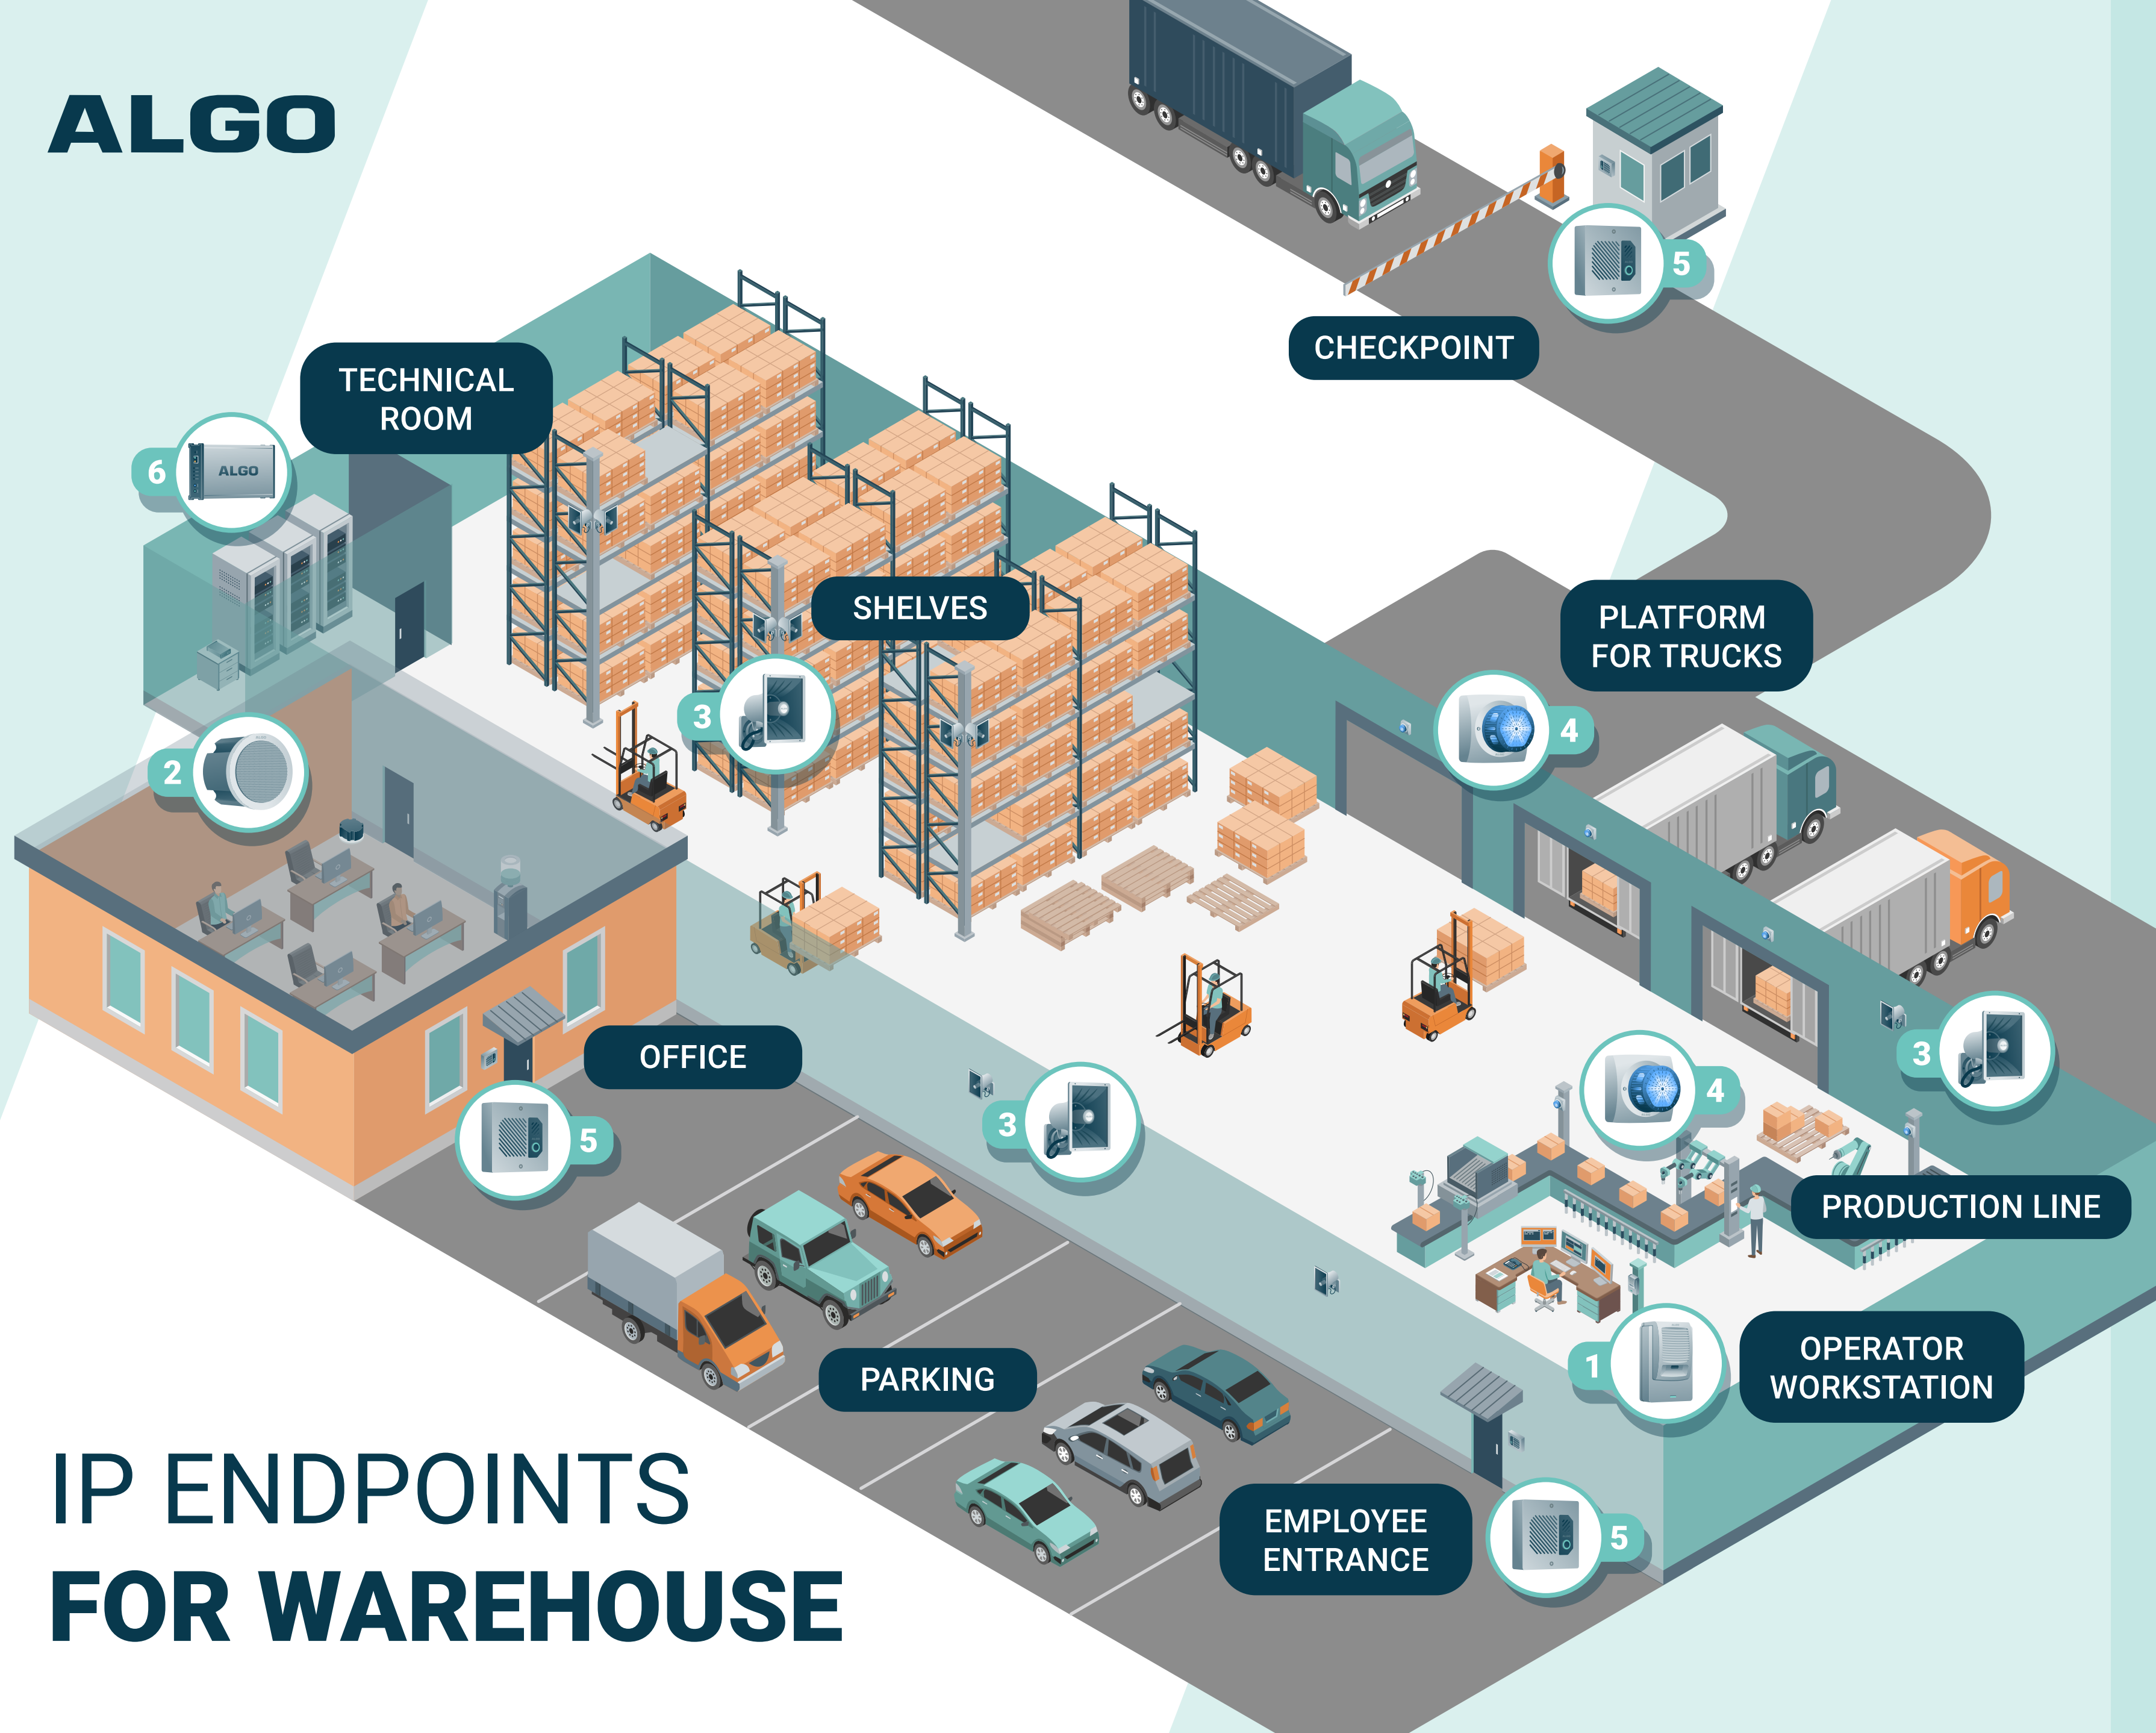 ALGO
5
CHECKPOINT
TECHNICAL
ROOM
6
ALGO
SHELVES
3
PLATFORM
FOR TRUCKS
4
2
OFFICE
5
3
4
3
PRODUCTION LINE
1
OPERATOR
WORKSTATION
PARKING
EMPLOYEE
ENTRANCE
5
IP ENDPOINTS
FOR WAREHOUSE